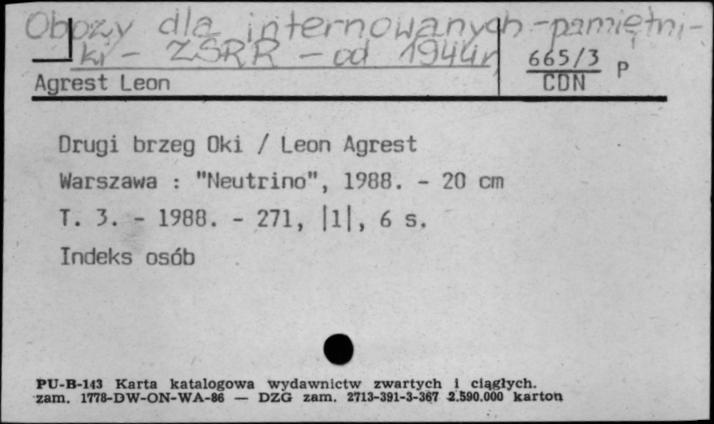 Obozy dla internowanych - pamiętni-
ki - ZSRR - od 1944r
665/3 P
CDN
Agrest Leon
Drugi brzeg Oki / Leon Agrest
Warszawa : "Neutrino", 1988. - 20 cm
T. 3. - 1988. - 271, |1|, 6 s.
Indeks osób
PU-B-143 Karta katalogowa wydawnictw zwartych i ciągłych.
zam. 1778-DW-ON-WA-86 — DZG zam. 2713-391-3-367 2.590.000 karton